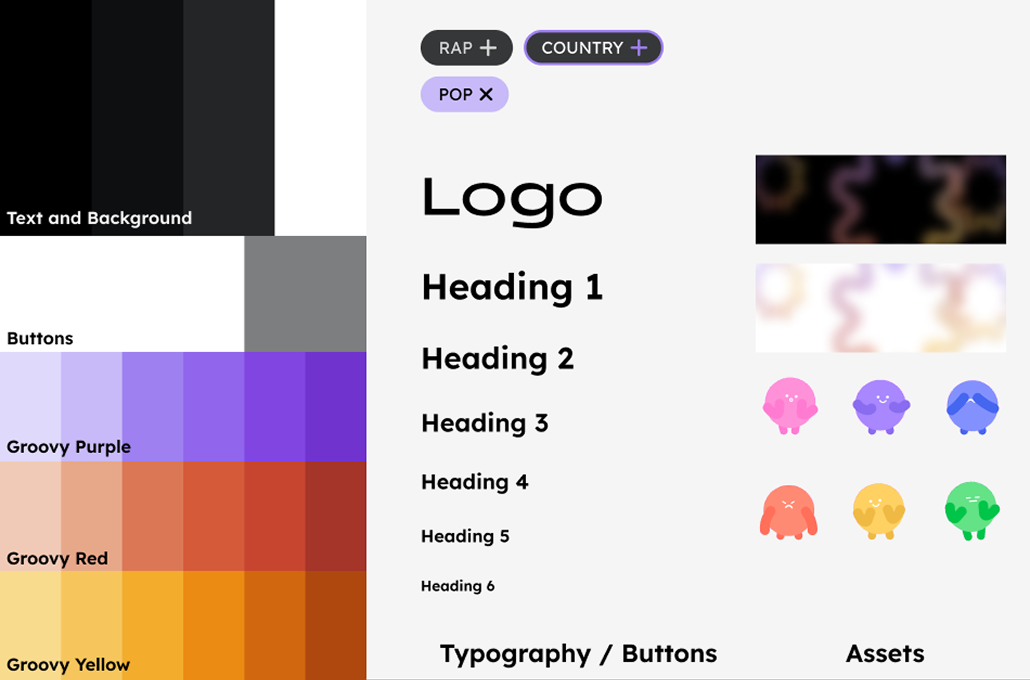 Text and Background
Buttons
Groovy Purple
Groovy Red
Groovy Yellow
RAP +
COUNTRY +
POP ×
Logo
Heading 1
Heading 2
Heading 3
Heading 4
Heading 5
Heading 6
Typography / Buttons
Assets